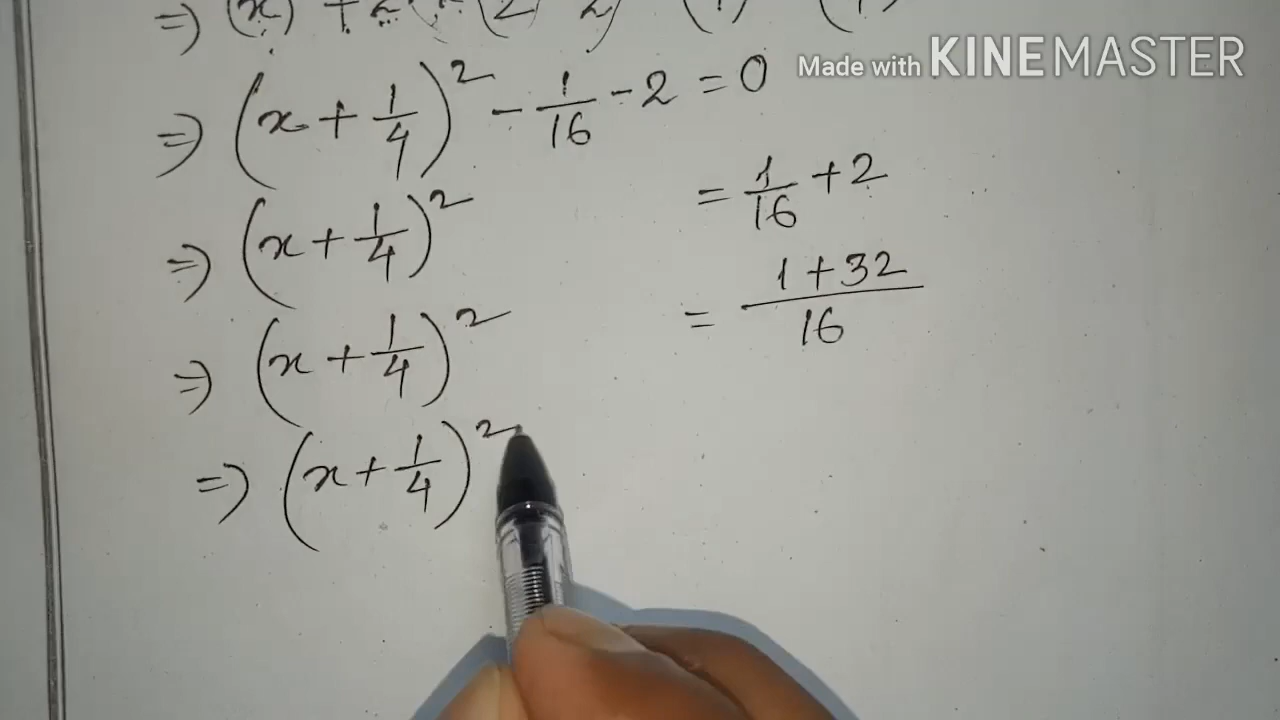 Made with KINEMASTER
⇒ (x + 1/4)² - 1/16 - 2 = 0
⇒ (x + 1/4)² = 1/16 + 2
⇒ (x + 1/4)² = (1 + 32)/16
⇒ (x + 1/4)²